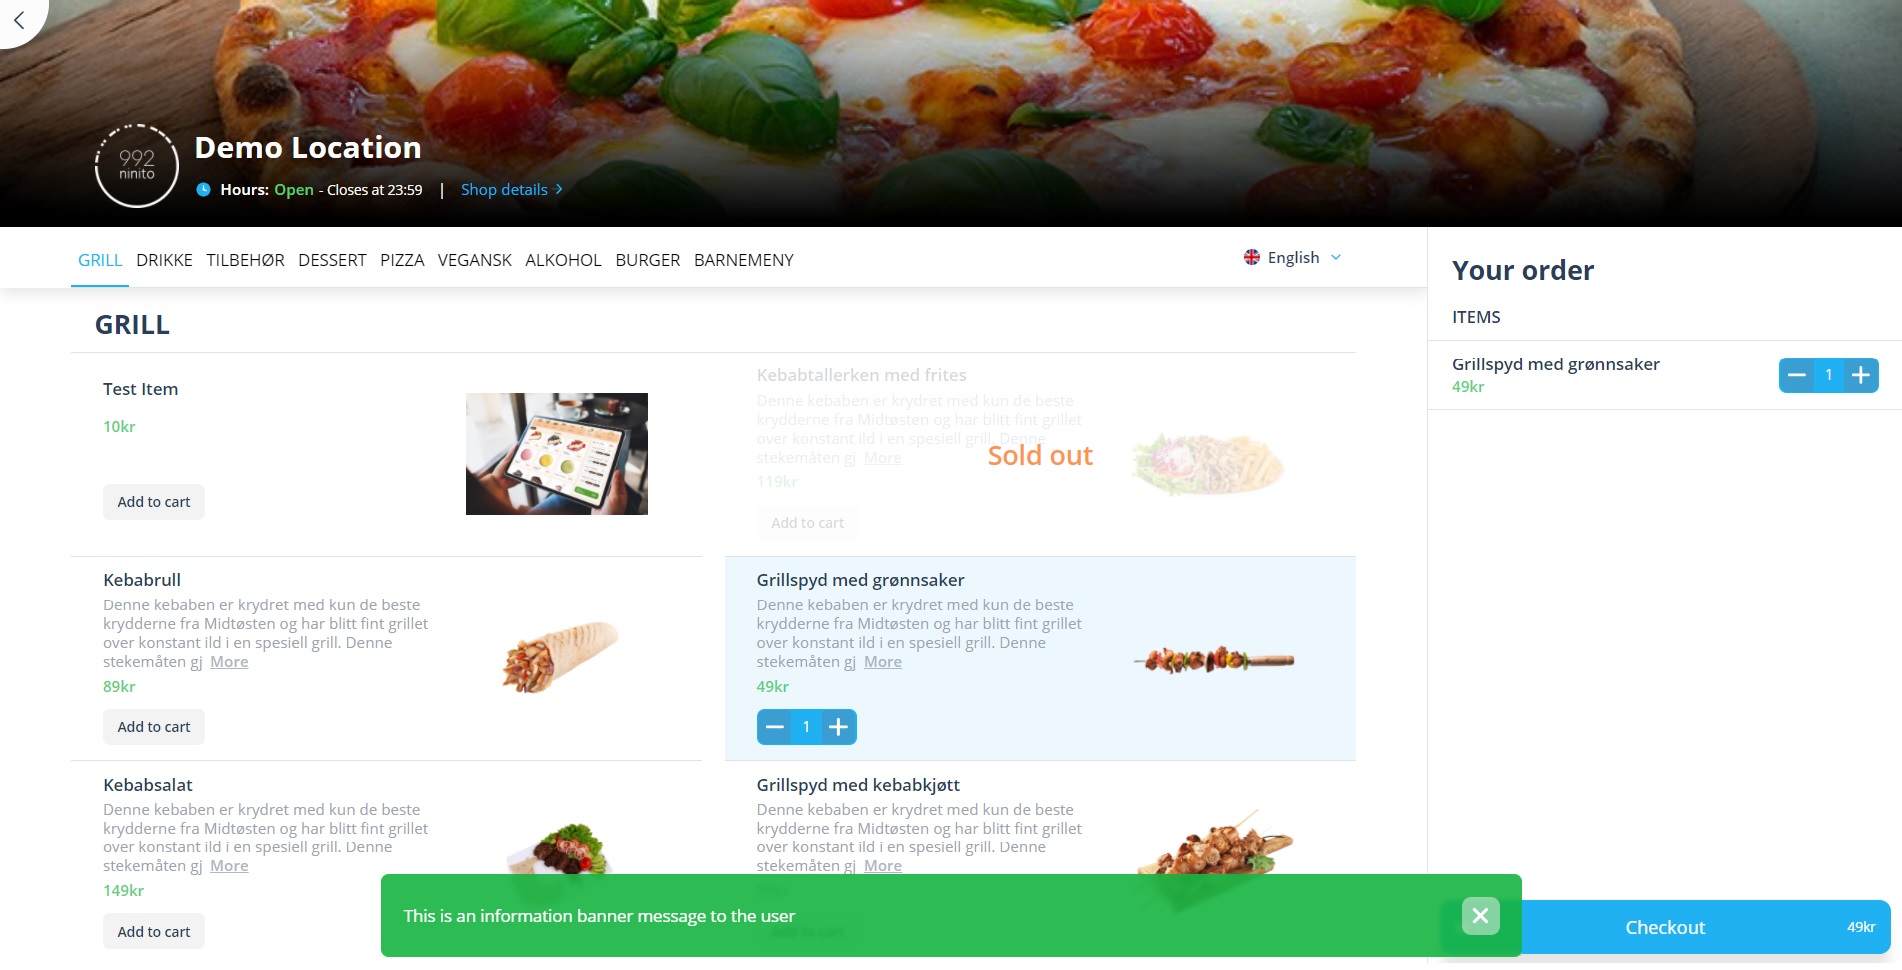 992
ninito
Demo Location
Hours: Open - Closes at 23:59 | Shop details
GRILL DRIKKE TILBEHØR DESSERT PIZZA VEGANSK ALKOHOL BURGER BARNEMENY
English
GRILL
Test Item
10kr
Add to cart
Kebabtallerken med frites
Denne kebaben er krydret med kun de beste
krydderne fra Midtøsten og har blitt fint grillet
over konstant ild i en spesiell grill. Denne
stekemåten gj More
119kr
Add to cart
Sold out
Kebabrull
Denne kebaben er krydret med kun de beste
krydderne fra Midtøsten og har blitt fint grillet
over konstant ild i en spesiell grill. Denne
stekemåten gj More
89kr
Add to cart
Grillspyd med grønnsaker
Denne kebaben er krydret med kun de beste
krydderne fra Midtøsten og har blitt fint grillet
over konstant ild i en spesiell grill. Denne
stekemåten gj More
49kr
1
Kebabsalat
Denne kebaben er krydret med kun de beste
krydderne fra Midtøsten og har blitt fint grillet
over konstant ild i en spesiell grill. Denne
stekemåten gj More
149kr
Add to cart
Grillspyd med kebabkjøtt
Denne kebaben er krydret med kun de beste
krydderne fra Midtøsten og har blitt fint grillet
over konstant ild i en spesiell grill. Denne
stekemåten gj More
Add to cart
This is an information banner message to the user
Your order
ITEMS
Grillspyd med grønnsaker
49kr
1
Checkout 49kr